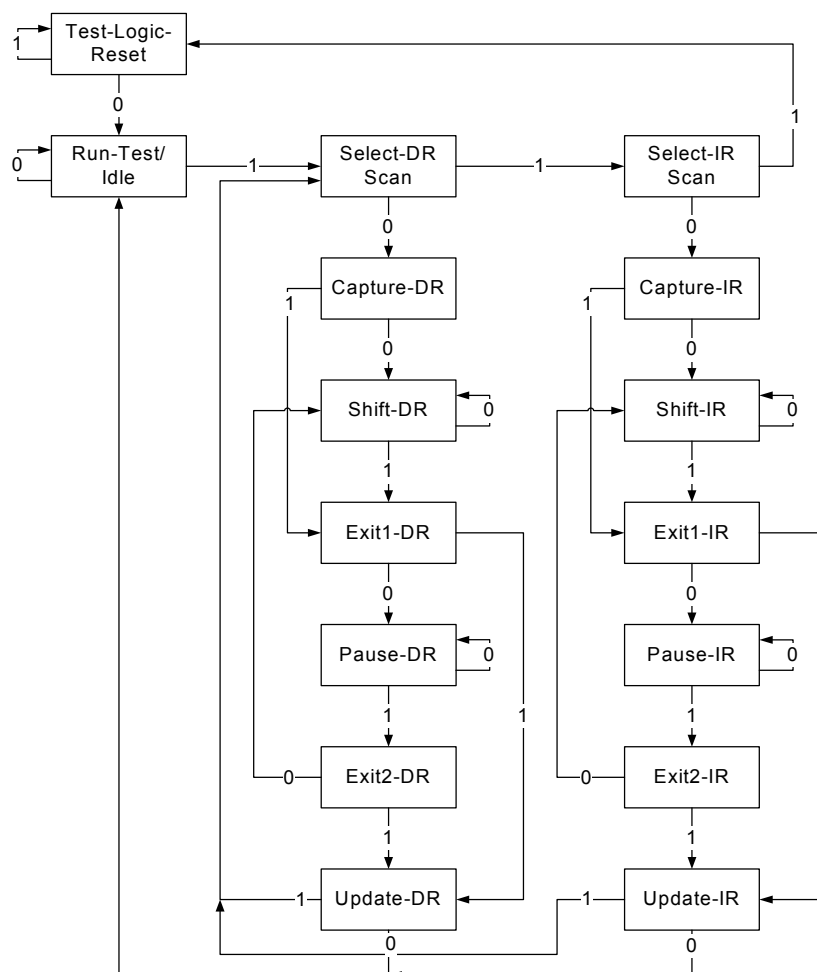 Test-Logic-
Reset
1
0
1
Run-Test/
Idle
0
1
Select-DR
Scan
1
Select-IR
Scan
0
0
Capture-DR
1
Capture-IR
1
0
0
Shift-DR
0
Shift-IR
0
1
1
Exit1-DR
Exit1-IR
0
0
Pause-DR
0
Pause-IR
0
1
1
1
Exit2-DR
0
Exit2-IR
0
1
1
Update-DR
1
Update-IR
1
0
0